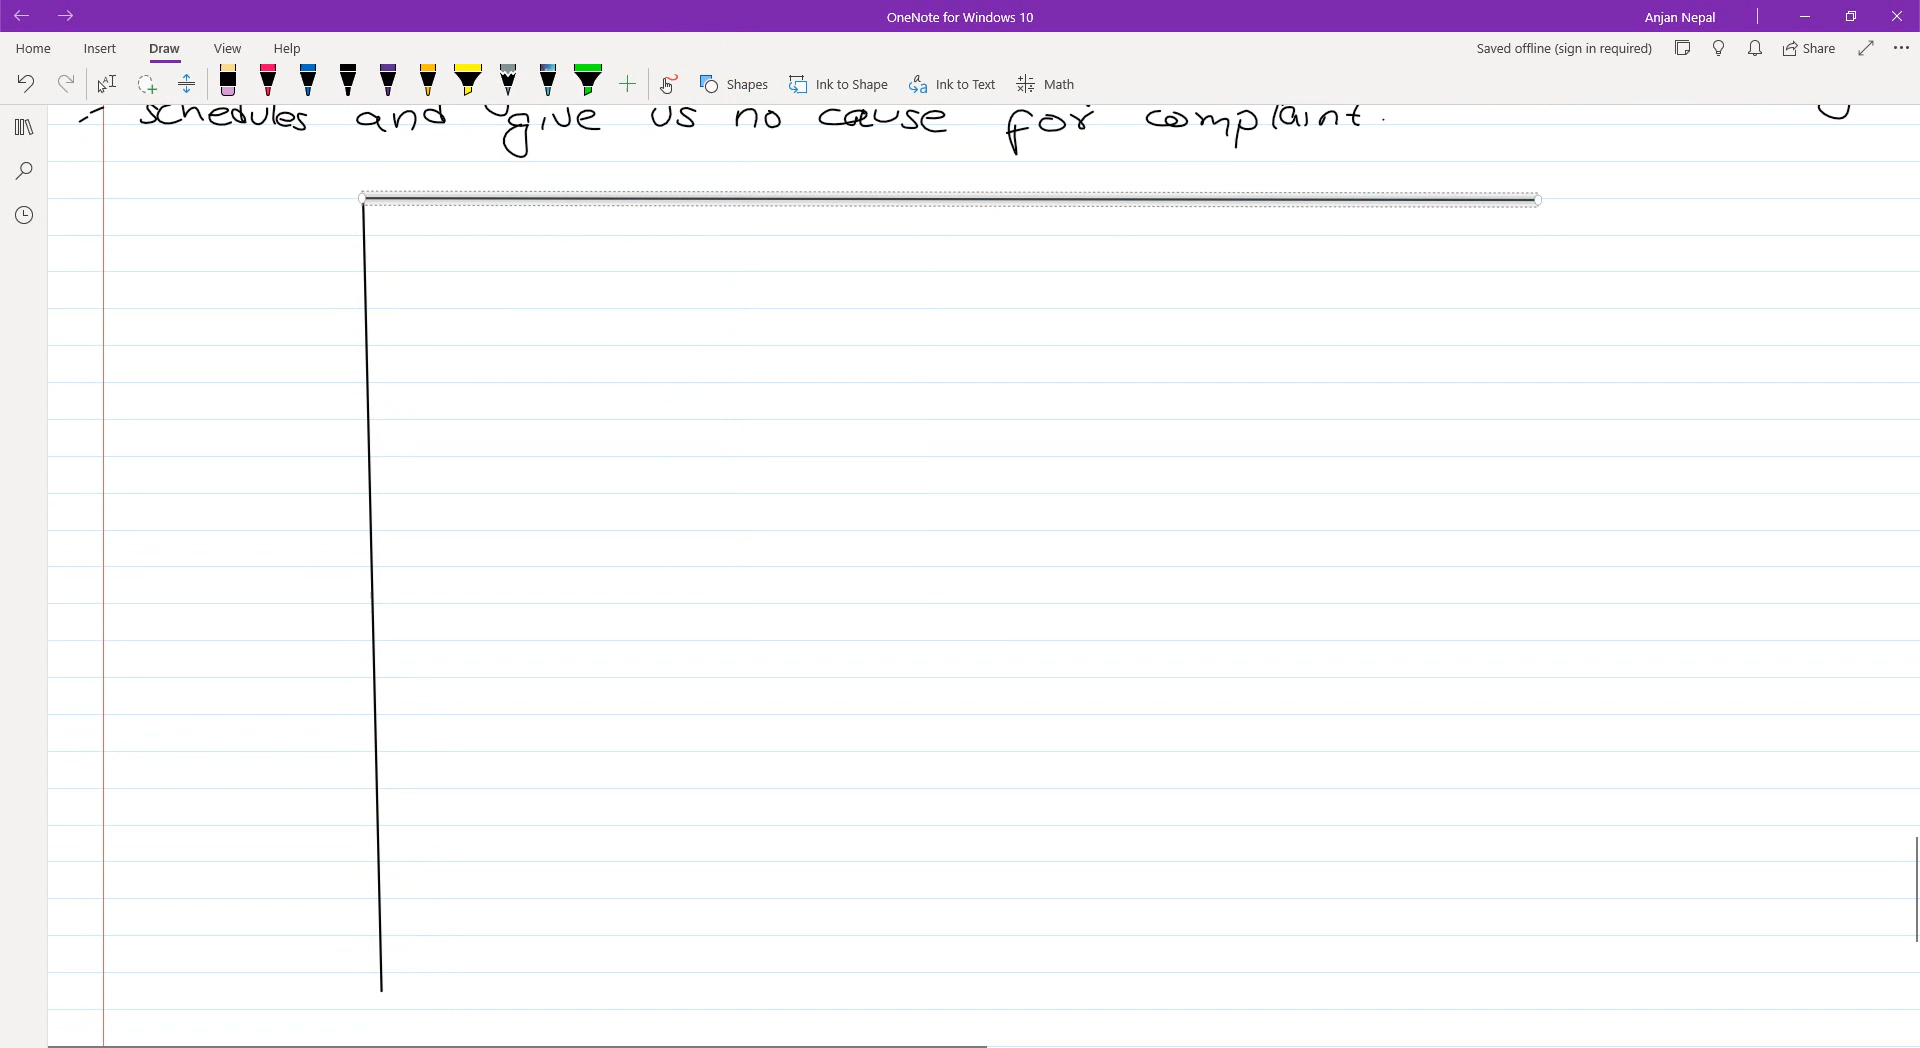 OneNote for Windows 10
Anjan Nepal
Home Insert Draw View Help
Saved offline (sign in required)
Share
Shapes
Ink to Shape
Ink to Text
Math
schedules and give us no cause for complaint.